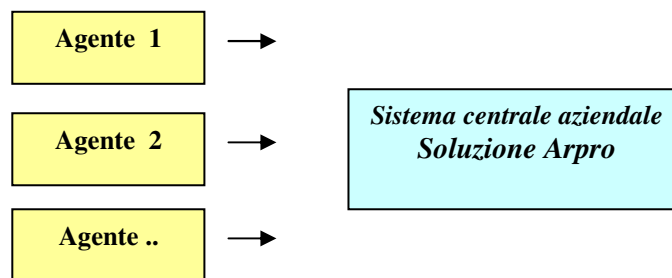 Agente 1
Sistema centrale aziendale
Soluzione Arpro
Agente 2
Agente ..